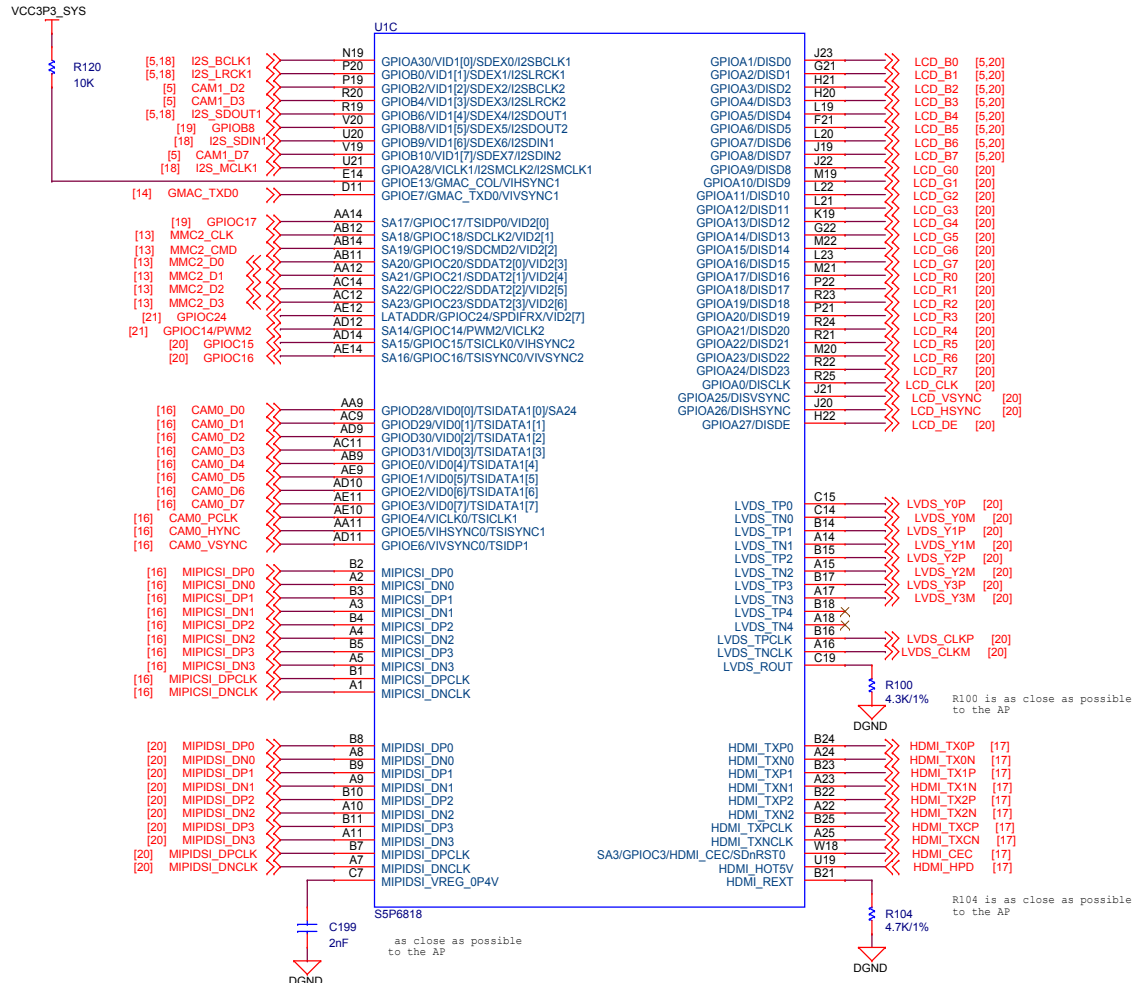 VCC3P3_SYS
R120
10K
U1C
[5,18] I2S_BCLK1 N19 GPIOA30/VID1[0]/SDEX0/I2SBCLK1
[5,18] I2S_LRCK1 P20 GPIOB0/VID1[1]/SDEX1/I2SLRCK1
[5] CAM1_D2 P19 GPIOB2/VID1[2]/SDEX2/I2SBCLK2
[5] CAM1_D3 R20 GPIOB4/VID1[3]/SDEX3/I2SLRCK2
[5,18] I2S_SDOUT1 R19 GPIOB6/VID1[4]/SDEX4/I2SDOUT1
[19] GPIOB8 V20 GPIOB8/VID1[5]/SDEX5/I2SDOUT2
[18] I2S_SDIN1 U20 GPIOB9/VID1[6]/SDEX6/I2SDIN1
[5] CAM1_D7 V19 GPIOB10/VID1[7]/SDEX7/I2SDIN2
[18] I2S_MCLK1 U21 GPIOA28/VICLK1/I2SMCLK2/I2SMCLK1
E14 GPIOE13/GMAC_COL/VIHSYNC1
[14] GMAC_TXD0 D11 GPIOE7/GMAC_TXD0/VIVSYNC1
[19] GPIOC17 AA14 SA17/GPIOC17/TSIDP0/VID2[0]
[13] MMC2_CLK AB12 SA18/GPIOC18/SDCLK2/VID2[1]
[13] MMC2_CMD AB14 SA19/GPIOC19/SDCMD2/VID2[2]
[13] MMC2_D0 AB11 SA20/GPIOC20/SDDAT2[0]/VID2[3]
[13] MMC2_D1 AA12 SA21/GPIOC21/SDDAT2[1]/VID2[4]
[13] MMC2_D2 AC14 SA22/GPIOC22/SDDAT2[2]/VID2[5]
[13] MMC2_D3 AC12 SA23/GPIOC23/SDDAT2[3]/VID2[6]
[21] GPIOC24 AE12 LATADDR/GPIOC24/SPDIFRX/VID2[7]
[21] GPIOC14/PWM2 AD12 SA14/GPIOC14/PWM2/VICLK2
[20] GPIOC15 AD14 SA15/GPIOC15/TSICLK0/VIHSYNC2
[20] GPIOC16 AE14 SA16/GPIOC16/TSISYNC0/VIVSYNC2
[16] CAM0_D0 AA9 GPIOD28/VID0[0]/TSIDATA1[0]/SA24
[16] CAM0_D1 AC9 GPIOD29/VID0[1]/TSIDATA1[1]
[16] CAM0_D2 AD9 GPIOD30/VID0[2]/TSIDATA1[2]
[16] CAM0_D3 AC11 GPIOD31/VID0[3]/TSIDATA1[3]
[16] CAM0_D4 AB9 GPIOE0/VID0[4]/TSIDATA1[4]
[16] CAM0_D5 AE9 GPIOE1/VID0[5]/TSIDATA1[5]
[16] CAM0_D6 AD10 GPIOE2/VID0[6]/TSIDATA1[6]
[16] CAM0_D7 AE11 GPIOE3/VID0[7]/TSIDATA1[7]
[16] CAM0_PCLK AE10 GPIOE4/VICLK0/TSICLK1
[16] CAM0_HYNC AA11 GPIOE5/VIHSYNC0/TSISYNC1
[16] CAM0_VSYNC AD11 GPIOE6/VIVSYNC0/TSIDP1
[16] MIPICSI_DP0 B2 MIPICSI_DP0
[16] MIPICSI_DN0 A2 MIPICSI_DN0
[16] MIPICSI_DP1 B3 MIPICSI_DP1
[16] MIPICSI_DN1 A3 MIPICSI_DN1
[16] MIPICSI_DP2 B4 MIPICSI_DP2
[16] MIPICSI_DN2 A4 MIPICSI_DN2
[16] MIPICSI_DP3 B5 MIPICSI_DP3
[16] MIPICSI_DN3 A5 MIPICSI_DN3
[16] MIPICSI_DPCLK B1 MIPICSI_DPCLK
[16] MIPICSI_DNCLK A1 MIPICSI_DNCLK
[20] MIPIDSI_DP0 B8 MIPIDSI_DP0
[20] MIPIDSI_DN0 A8 MIPIDSI_DN0
[20] MIPIDSI_DP1 B9 MIPIDSI_DP1
[20] MIPIDSI_DN1 A9 MIPIDSI_DN1
[20] MIPIDSI_DP2 B10 MIPIDSI_DP2
[20] MIPIDSI_DN2 A10 MIPIDSI_DN2
[20] MIPIDSI_DP3 B11 MIPIDSI_DP3
[20] MIPIDSI_DN3 A11 MIPIDSI_DN3
[20] MIPIDSI_DPCLK B7 MIPIDSI_DPCLK
[20] MIPIDSI_DNCLK A7 MIPIDSI_DNCLK
C7 MIPIDSI_VREG_0P4V
GPIOA1/DISD0 J23 LCD_B0 [5,20]
GPIOA2/DISD1 G21 LCD_B1 [5,20]
GPIOA3/DISD2 H21 LCD_B2 [5,20]
GPIOA4/DISD3 H20 LCD_B3 [5,20]
GPIOA5/DISD4 L19 LCD_B4 [5,20]
GPIOA6/DISD5 F21 LCD_B5 [5,20]
GPIOA7/DISD6 L20 LCD_B6 [5,20]
GPIOA8/DISD7 J19 LCD_B7 [5,20]
GPIOA9/DISD8 J22 LCD_G0 [20]
GPIOA10/DISD9 M19 LCD_G1 [20]
GPIOA11/DISD10 L22 LCD_G2 [20]
GPIOA12/DISD11 L21 LCD_G3 [20]
GPIOA13/DISD12 K19 LCD_G4 [20]
GPIOA14/DISD13 G22 LCD_G5 [20]
GPIOA15/DISD14 M22 LCD_G6 [20]
GPIOA16/DISD15 L23 LCD_G7 [20]
GPIOA17/DISD16 M21 LCD_R0 [20]
GPIOA18/DISD17 P22 LCD_R1 [20]
GPIOA19/DISD18 R23 LCD_R2 [20]
GPIOA20/DISD19 P21 LCD_R3 [20]
GPIOA21/DISD20 R24 LCD_R4 [20]
GPIOA22/DISD21 R21 LCD_R5 [20]
GPIOA23/DISD22 M20 LCD_R6 [20]
GPIOA24/DISD23 R22 LCD_R7 [20]
GPIOA0/DISCLK R25 LCD_CLK [20]
GPIOA25/DISVSYNC J21 LCD_VSYNC [20]
GPIOA26/DISHSYNC J20 LCD_HSYNC [20]
GPIOA27/DISDE H22 LCD_DE [20]
LVDS_TP0 C15 LVDS_Y0P [20]
LVDS_TN0 C14 LVDS_Y0M [20]
LVDS_TP1 B14 LVDS_Y1P [20]
LVDS_TN1 A14 LVDS_Y1M [20]
LVDS_TP2 B15 LVDS_Y2P [20]
LVDS_TN2 A15 LVDS_Y2M [20]
LVDS_TP3 B17 LVDS_Y3P [20]
LVDS_TN3 A17 LVDS_Y3M [20]
LVDS_TP4 B18
LVDS_TN4 A18
LVDS_TPCLK B16 LVDS_CLKP [20]
LVDS_TNCLK A16 LVDS_CLKM [20]
LVDS_ROUT C19
R100
4.3K/1%
R100 is as close as possible
to the AP
DGND
HDMI_TXP0 B24 HDMI_TX0P [17]
HDMI_TXN0 A24 HDMI_TX0N [17]
HDMI_TXP1 B23 HDMI_TX1P [17]
HDMI_TXN1 A23 HDMI_TX1N [17]
HDMI_TXP2 B22 HDMI_TX2P [17]
HDMI_TXN2 A22 HDMI_TX2N [17]
HDMI_TXPCLK B25 HDMI_TXCP [17]
HDMI_TXNCLK A25 HDMI_TXCN [17]
SA3/GPIOC3/HDMI_CEC/SDnRST0 W18 HDMI_CEC [17]
HDMI_HOT5V U19 HDMI_HPD [17]
HDMI_REXT B21
R104 is as close as possible
to the AP
R104
4.7K/1%
DGND
S5P6818
C199
2nF
as close as possible
to the AP
DGND